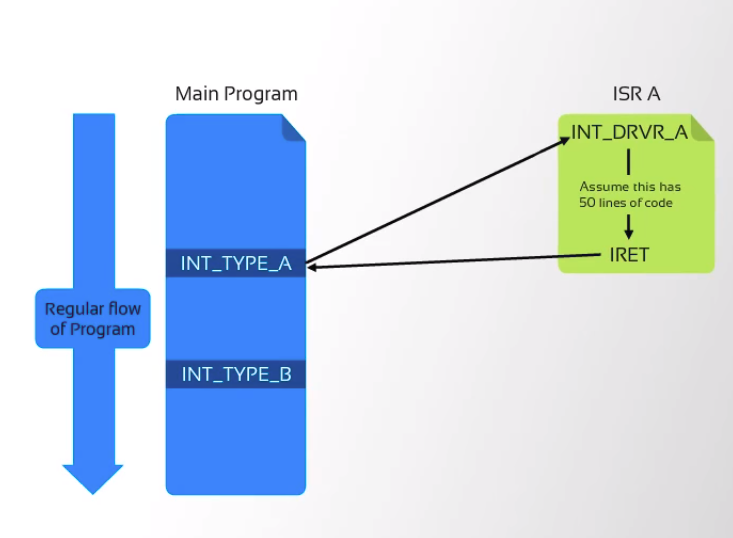 Main Program
ISR A
INT_DRVR_A
Assume this has
50 lines of code
IRET
INT_TYPE_A
Regular flow
of Program
INT_TYPE_B